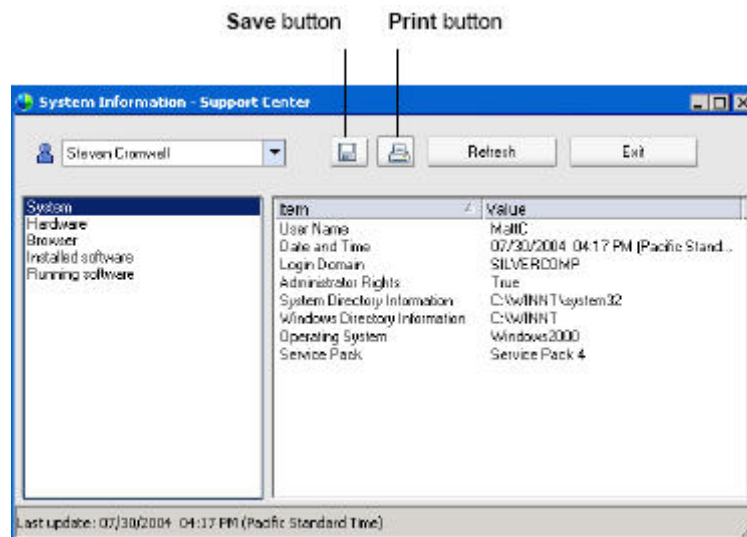 Save button Print button
System Information - Support Center
Steven Cromwell
Refresh Exit
System
Hardware
Browser
Installed software
Running software
Item Value
User Name MattC
Date and Time 07/30/2004 04:17 PM (Pacific Stand...
Login Domain SILVERCOMP
Administrator Rights True
System Directory Information C:\WINNT\system32
Windows Directory Information C:\WINNT
Operating System Windows2000
Service Pack Service Pack 4
Last update: 07/30/2004 04:17 PM (Pacific Standard Time)